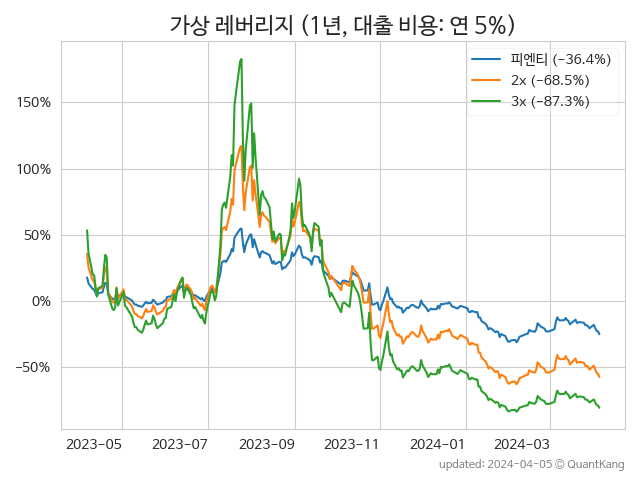 가상 레버리지 (1년, 대출 비용: 연 5%)
피엔티 (−36.4%)
2x (−68.5%)
3x (−87.3%)
150%
100%
50%
0%
−50%
2023-05 2023-07 2023-09 2023-11 2024-01 2024-03
updated: 2024-04-05 © QuantKang